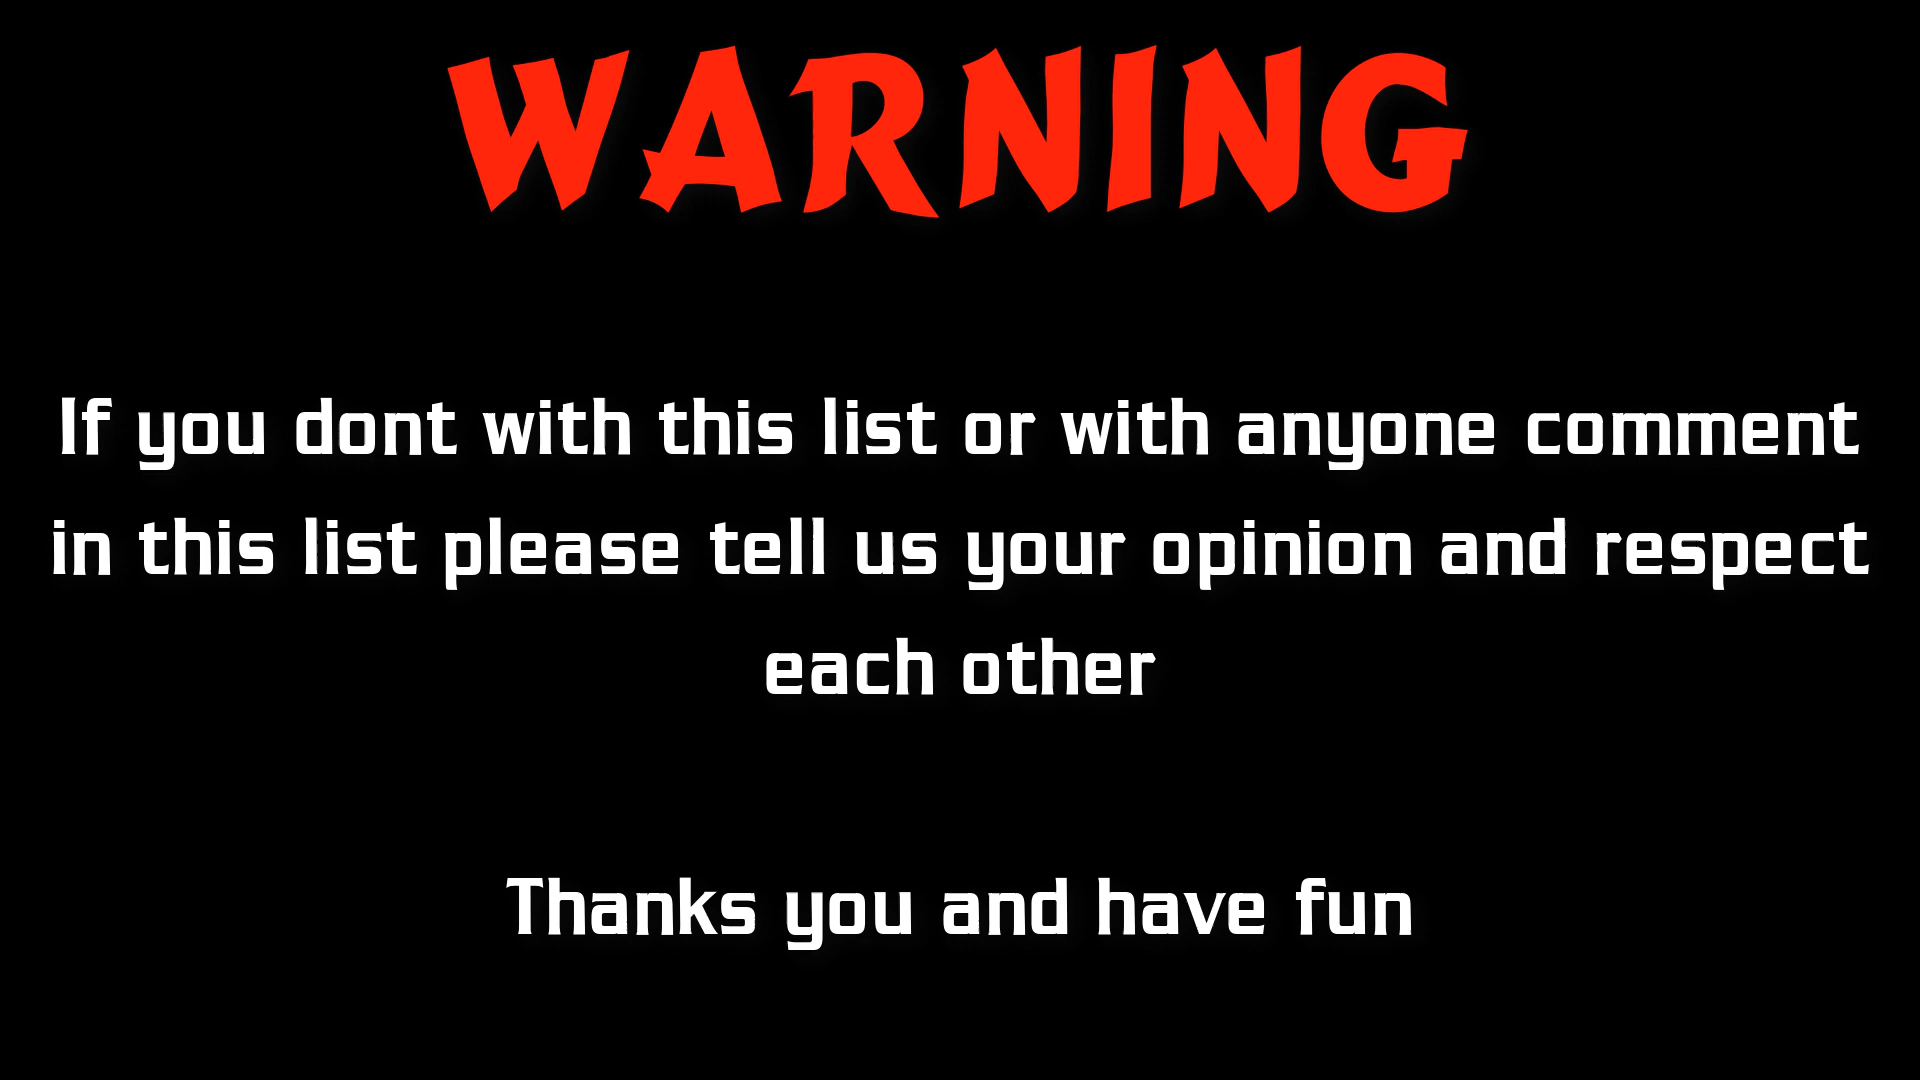 WARNING
If you dont with this list or with anyone comment
in this list please tell us your opinion and respect
each other
Thanks you and have fun